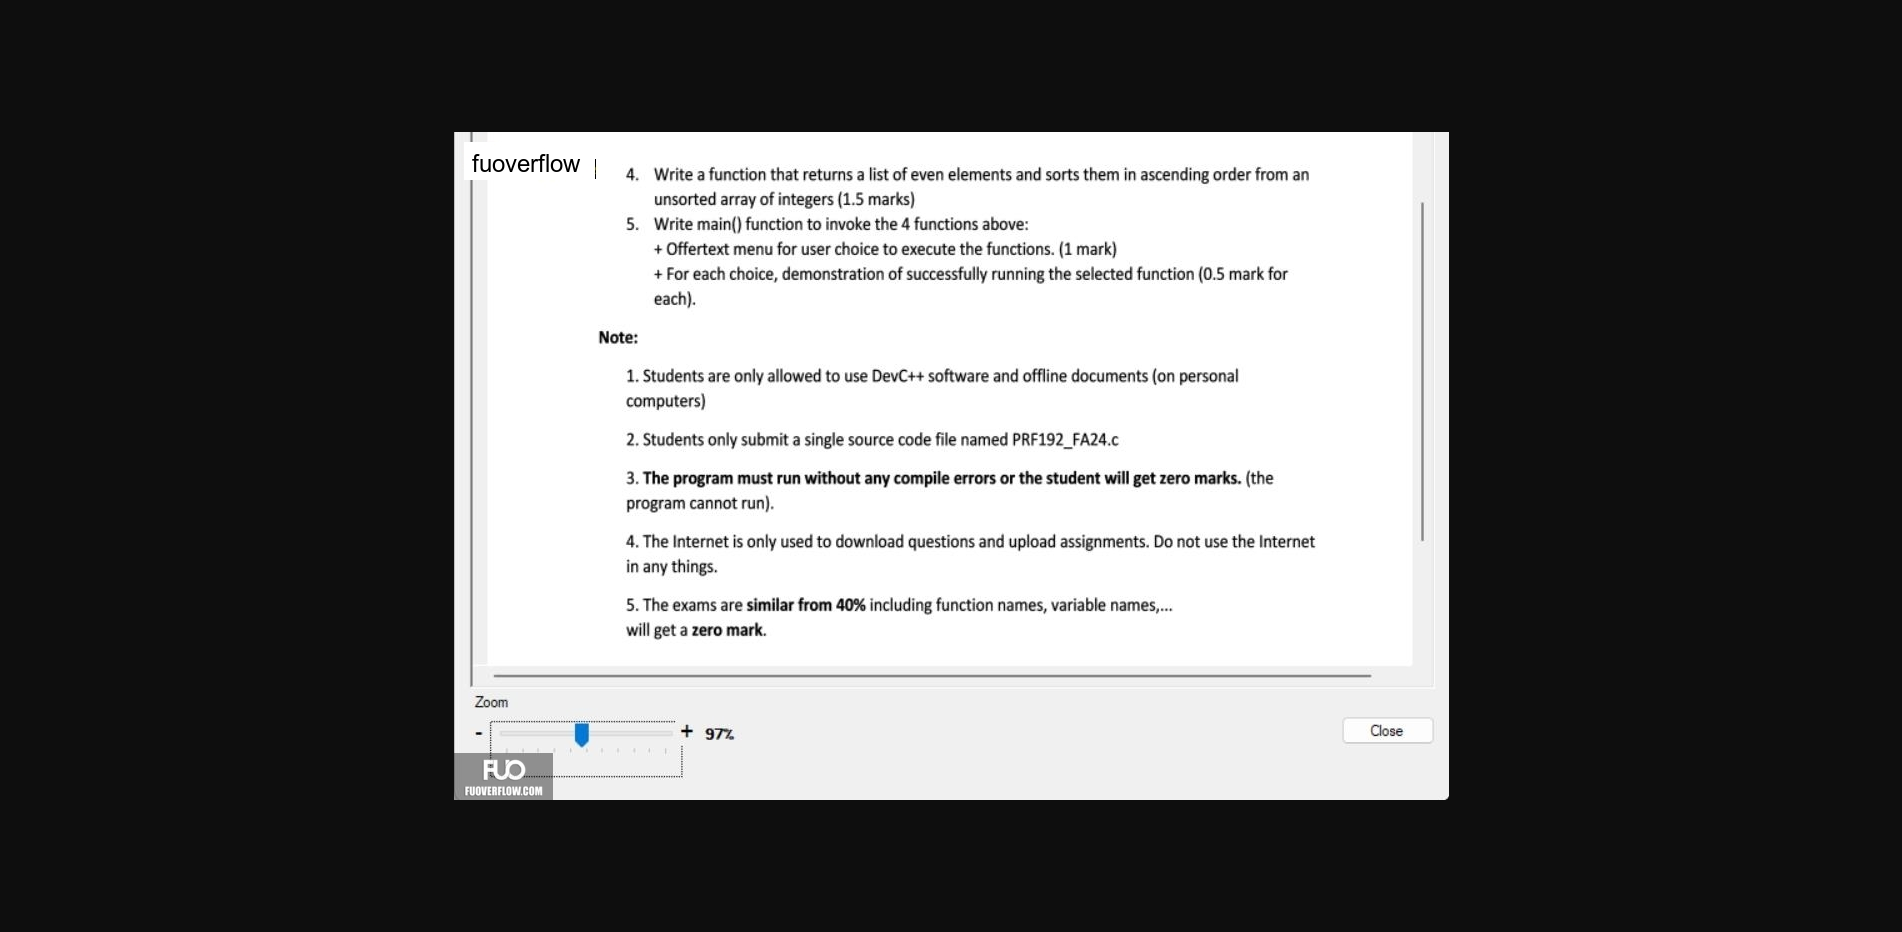 fuoverflow
4. Write a function that returns a list of even elements and sorts them in ascending order from an
unsorted array of integers (1.5 marks)
5. Write main() function to invoke the 4 functions above:
+ Offertext menu for user choice to execute the functions. (1 mark)
+ For each choice, demonstration of successfully running the selected function (0.5 mark for
each).
Note:
1. Students are only allowed to use DevC++ software and offline documents (on personal
computers)
2. Students only submit a single source code file named PRF192_FA24.c
3. The program must run without any compile errors or the student will get zero marks. (the
program cannot run).
4. The Internet is only used to download questions and upload assignments. Do not use the Internet
in any things.
5. The exams are similar from 40% including function names, variable names,...
will get a zero mark.
Zoom
- + 97%
Close
FUO
FUOVERFLOW.COM